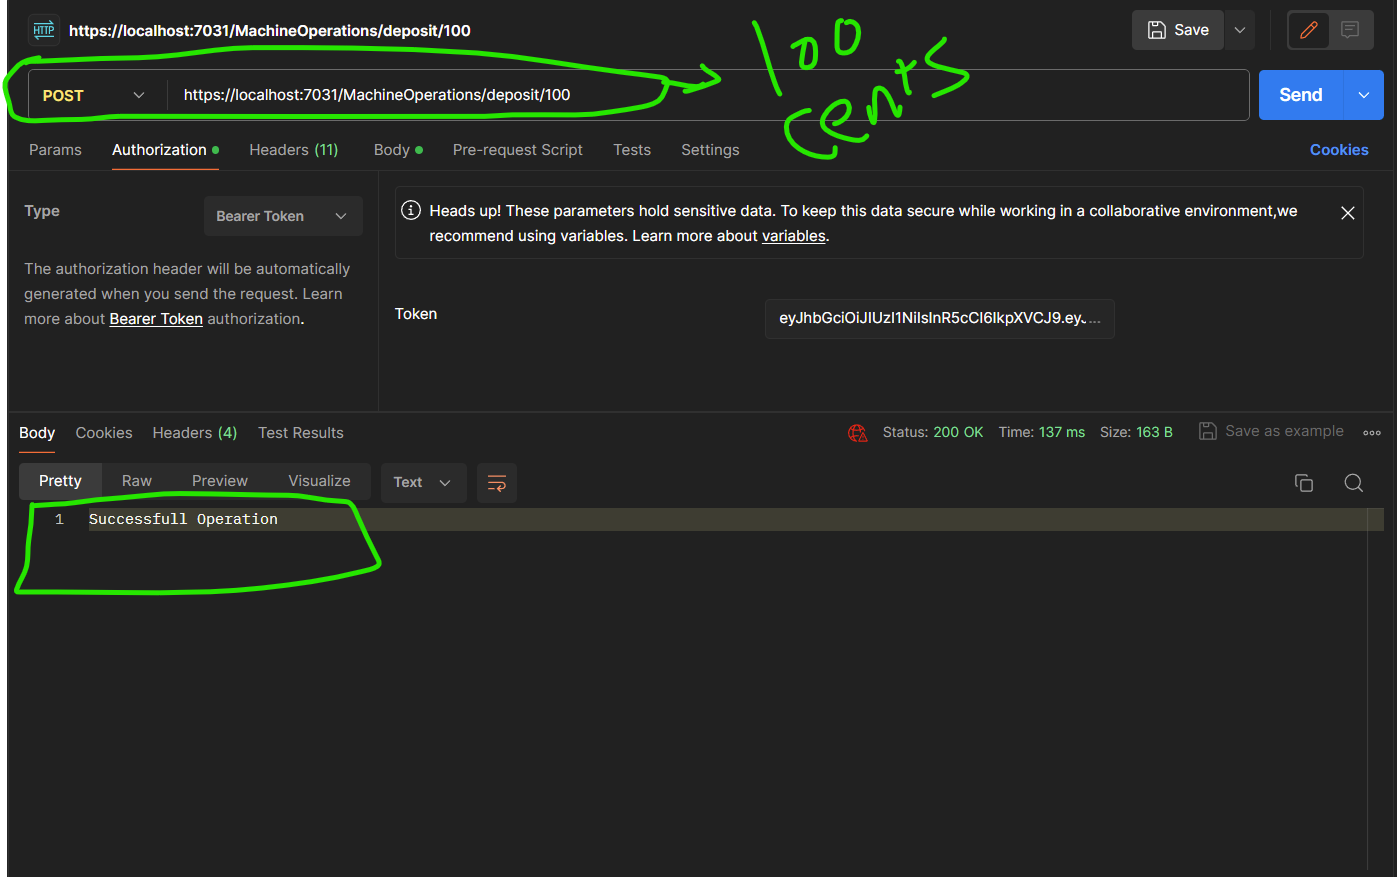 HTTP https://localhost:7031/MachineOperations/deposit/100
Save
POST https://localhost:7031/MachineOperations/deposit/100
100
cents
Send
Params Authorization Headers (11) Body Pre-request Script Tests Settings Cookies
Type Bearer Token
The authorization header will be automatically
generated when you send the request. Learn
more about Bearer Token authorization.
Heads up! These parameters hold sensitive data. To keep this data secure while working in a collaborative environment,we
recommend using variables. Learn more about variables.
Token eyJhbGciOiJIUzI1NiIsInR5cCI6IkpXVCJ9.eyJ...
Body Cookies Headers (4) Test Results Status: 200 OK Time: 137 ms Size: 163 B Save as example
Pretty Raw Preview Visualize Text
1 Successfull Operation